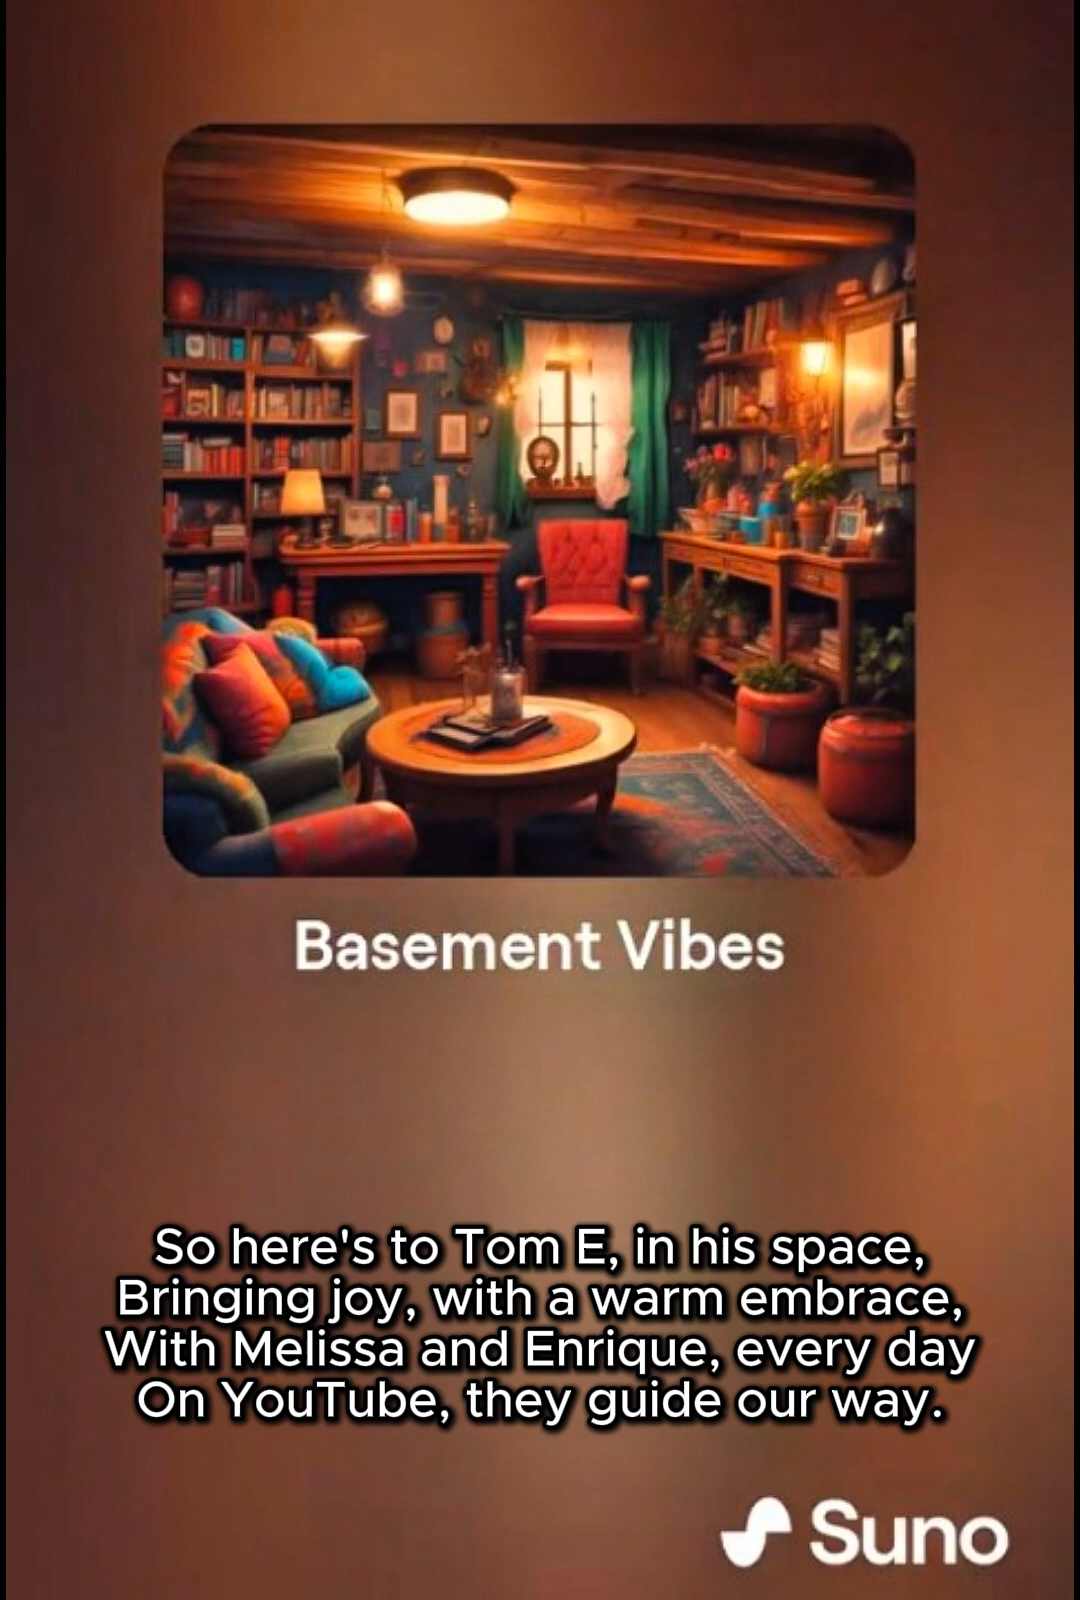 Basement Vibes
So here's to Tom E, in his space,
Bringing joy, with a warm embrace,
With Melissa and Enrique, every day
On YouTube, they guide our way.
Suno